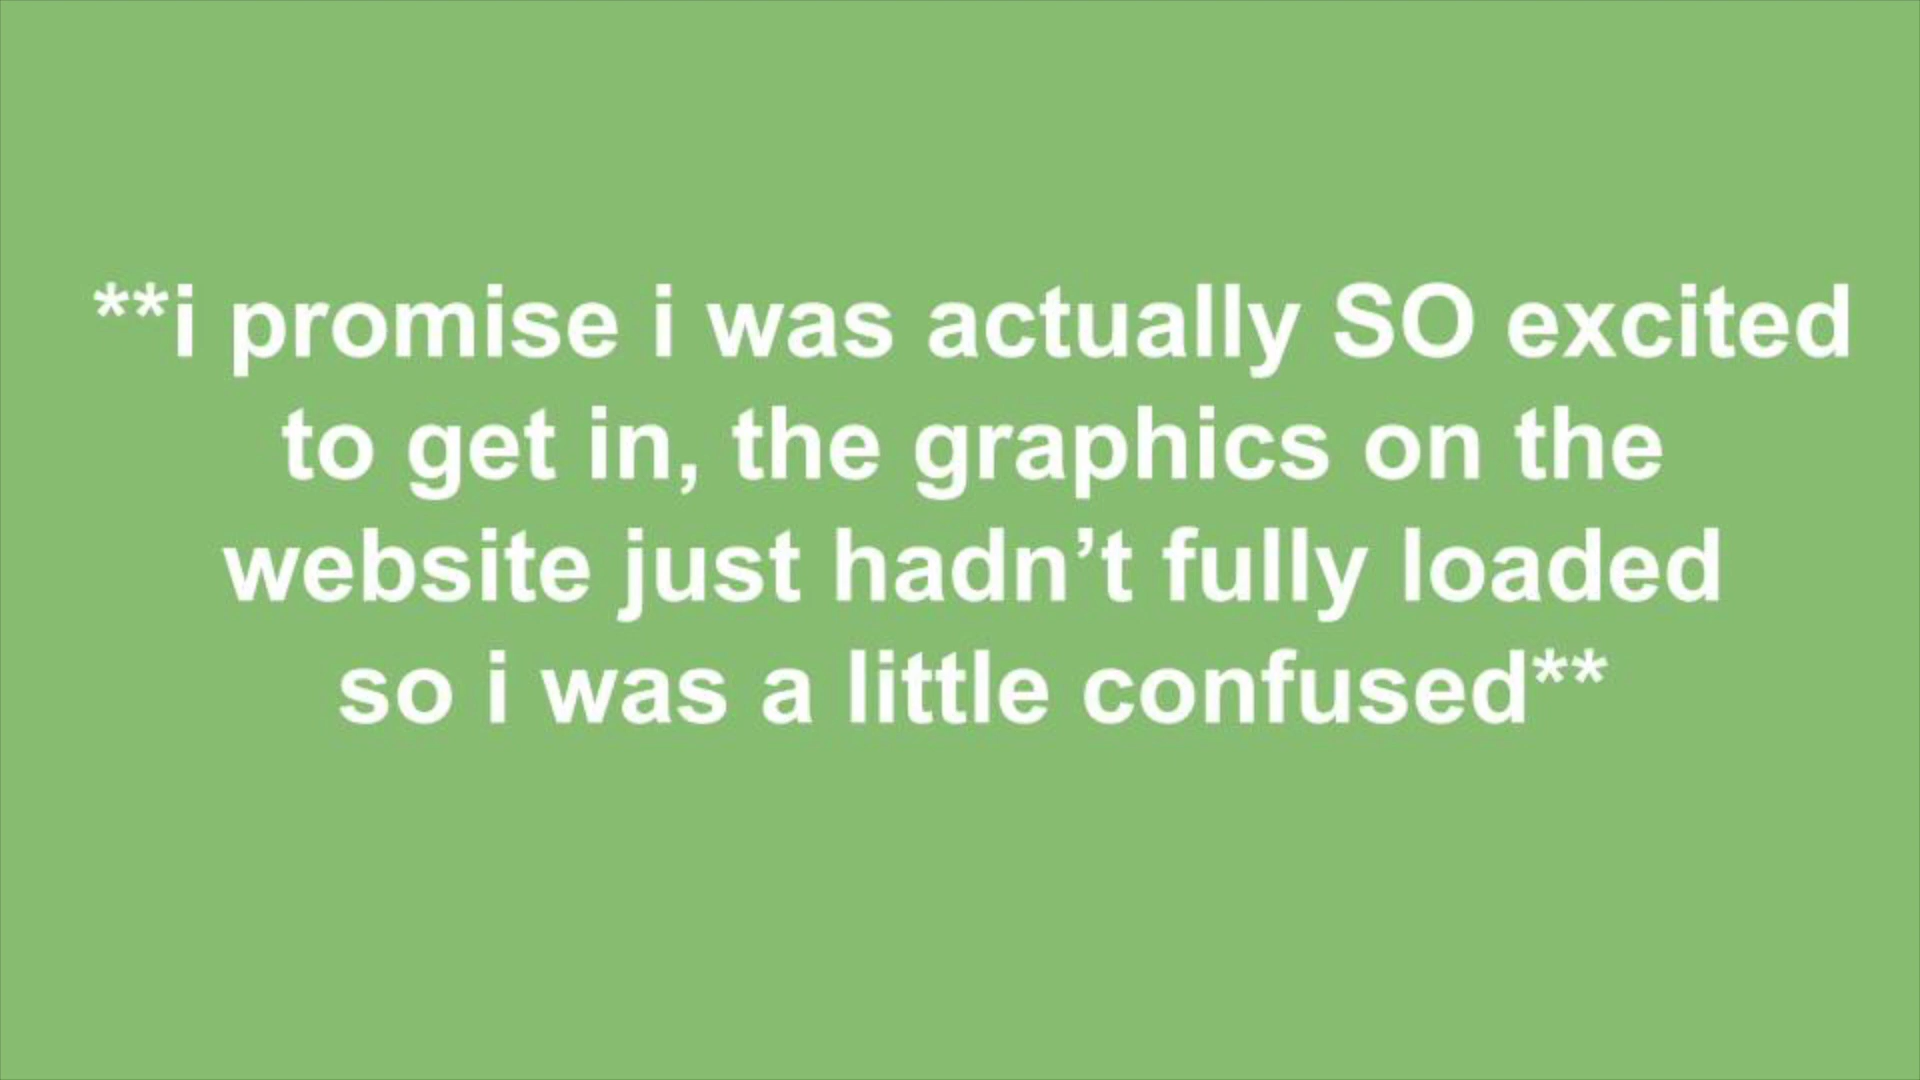 **i promise i was actually SO excited
to get in, the graphics on the
website just hadn’t fully loaded
so i was a little confused**